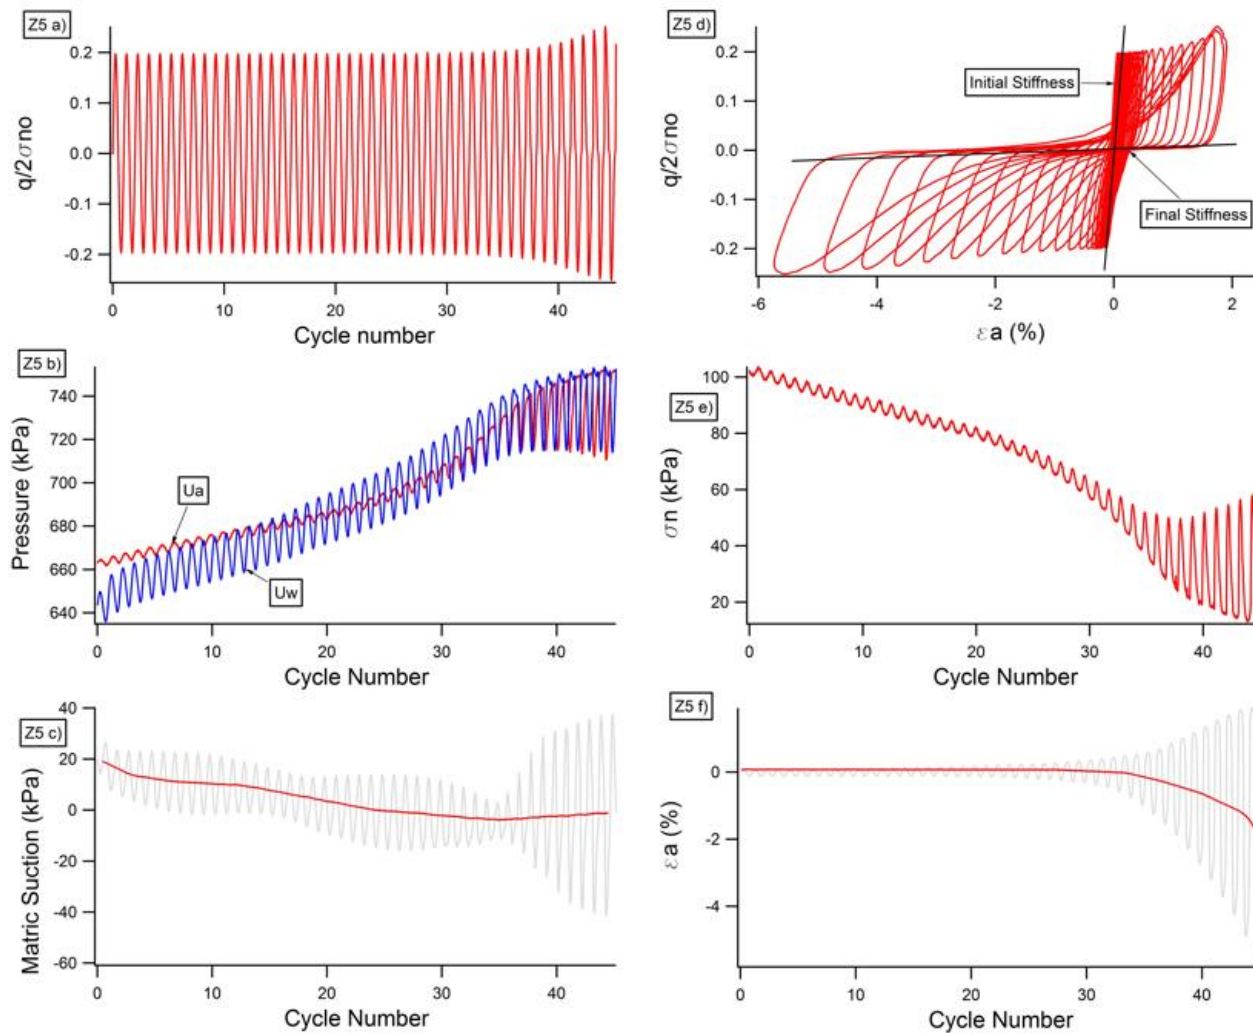 Z5 a)
q/2σno
0.2
0.1
0.0
-0.1
-0.2
0
10
20
30
40
Cycle number
Z5 d)
q/2σno
0.2
0.1
0.0
-0.1
-0.2
Initial Stiffness
Final Stiffness
-6
-4
-2
0
2
εa (%)
Z5 b)
Pressure (kPa)
740
720
700
680
660
640
Ua
Uw
0
10
20
30
40
Cycle Number
Z5 e)
σn (kPa)
100
80
60
40
20
0
10
20
30
40
Cycle Number
Z5 c)
Matric Suction (kPa)
40
20
0
-20
-40
-60
0
10
20
30
40
Cycle Number
Z5 f)
εa (%)
0
-2
-4
0
10
20
30
40
Cycle Number